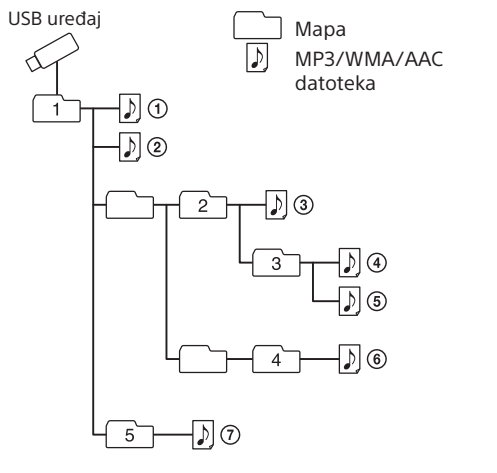 USB uređaj
Mapa
MP3/WMA/AAC
datoteka
1 ①
②
2 ③
3 ④
⑤
4 ⑥
5 ⑦